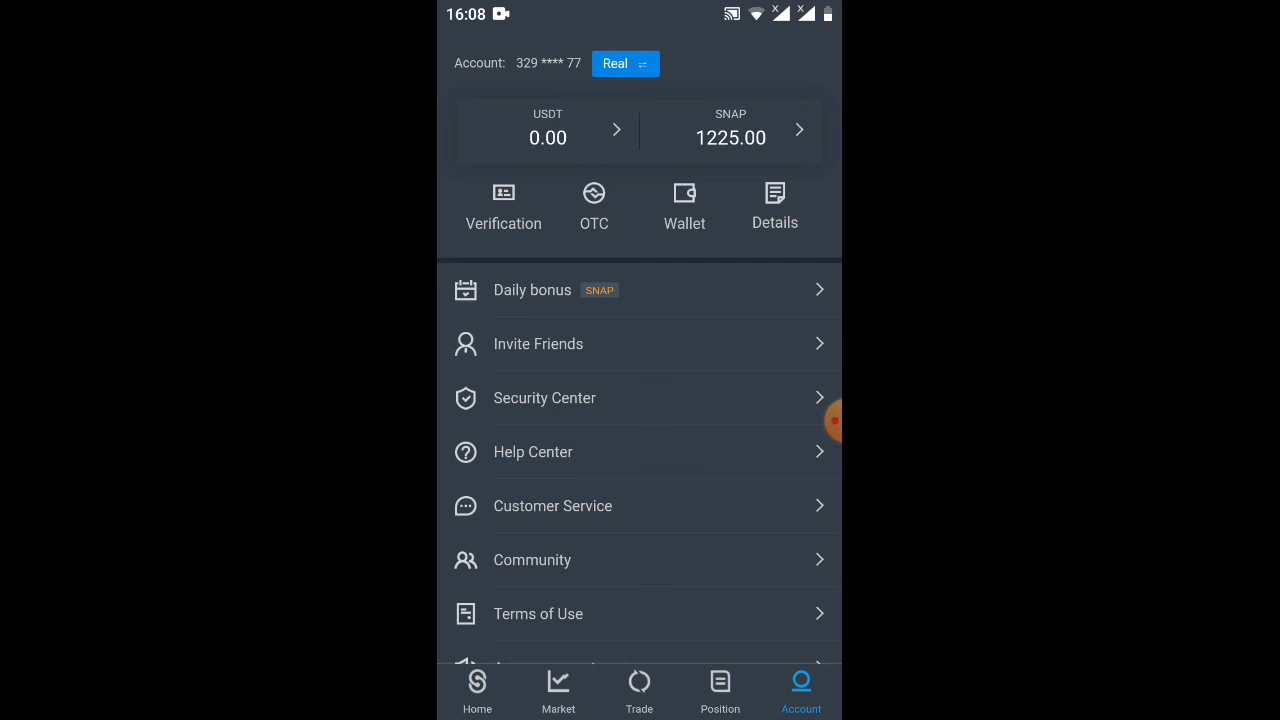 16:08
Account: 329 **** 77 Real
USDT SNAP
0.00 1225.00
Verification OTC Wallet Details
Daily bonus SNAP
Invite Friends
Security Center
Help Center
Customer Service
Community
Terms of Use
Home Market Trade Position Account